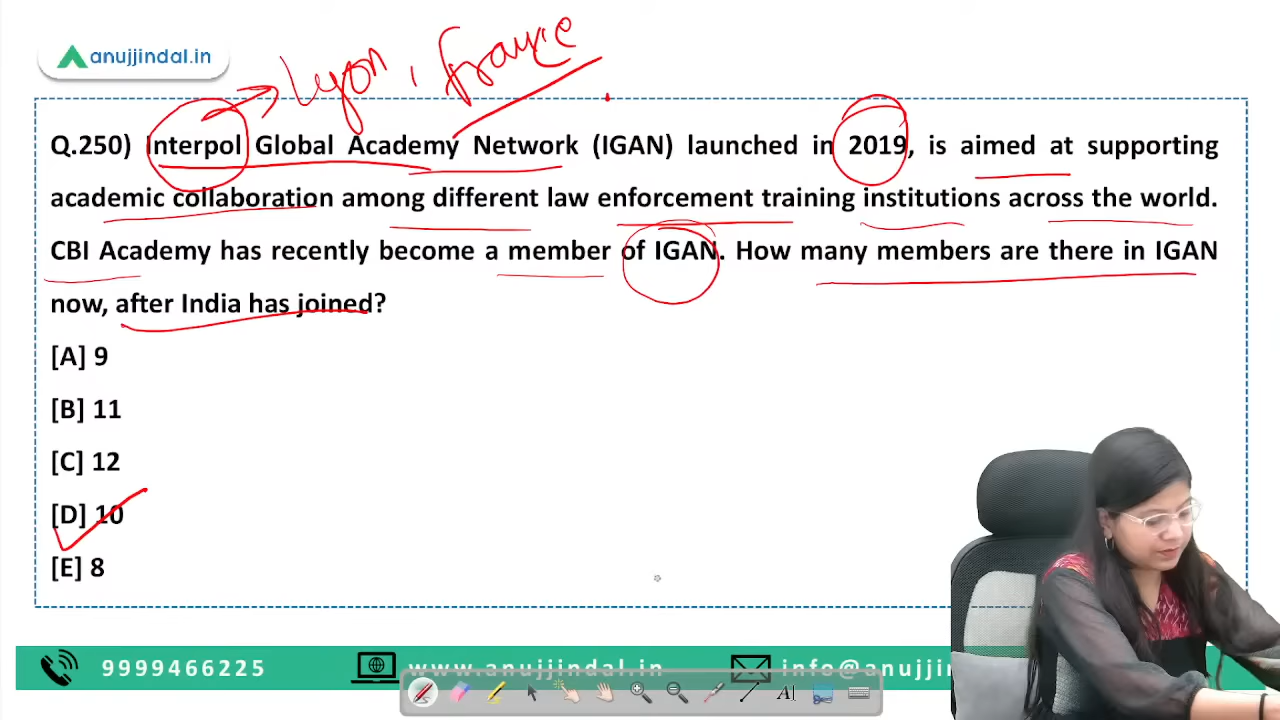 anujjindal.in
Lyon, France
Q.250) Interpol Global Academy Network (IGAN) launched in 2019, is aimed at supporting
academic collaboration among different law enforcement training institutions across the world.
CBI Academy has recently become a member of IGAN. How many members are there in IGAN
now, after India has joined?
[A] 9
[B] 11
[C] 12
[D] 10
[E] 8
9999466225 www.anujjindal.in info@anujjin
A